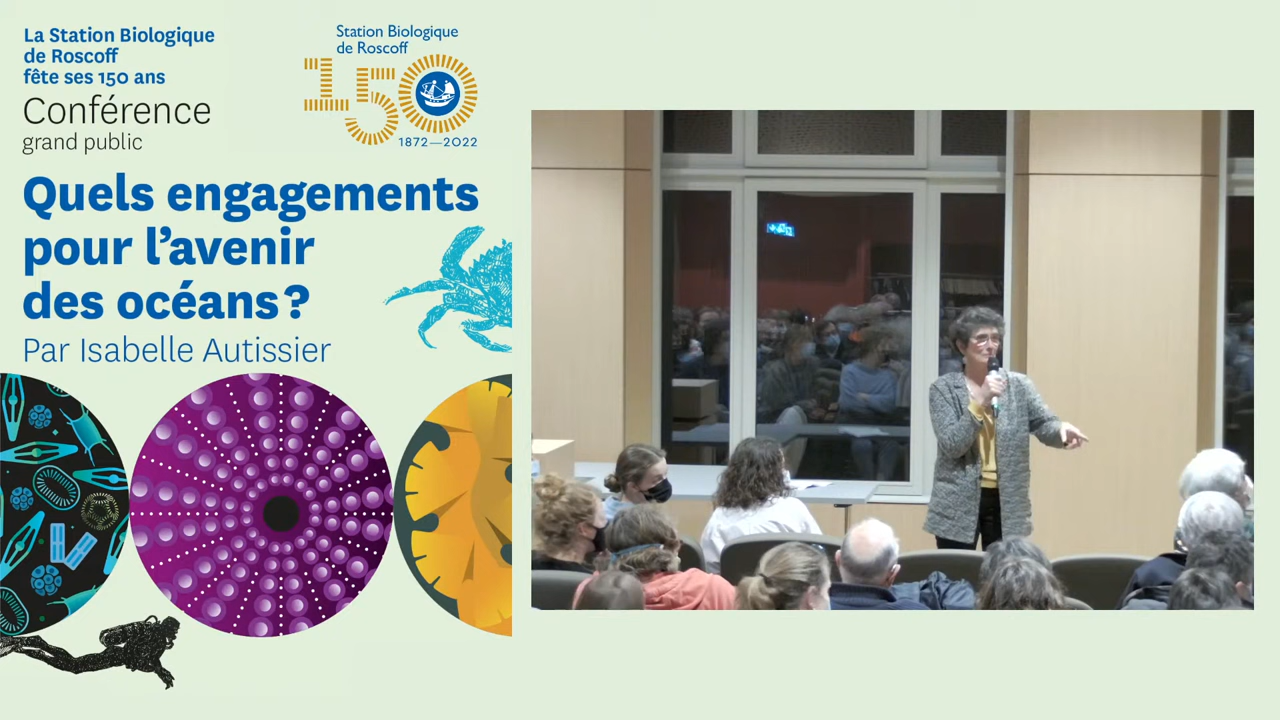 La Station Biologique
de Roscoff
fête ses 150 ans
Conférence
grand public
Station Biologique
de Roscoff
150
1872—2022
Quels engagements
pour l’avenir
des océans ?
Par Isabelle Autissier